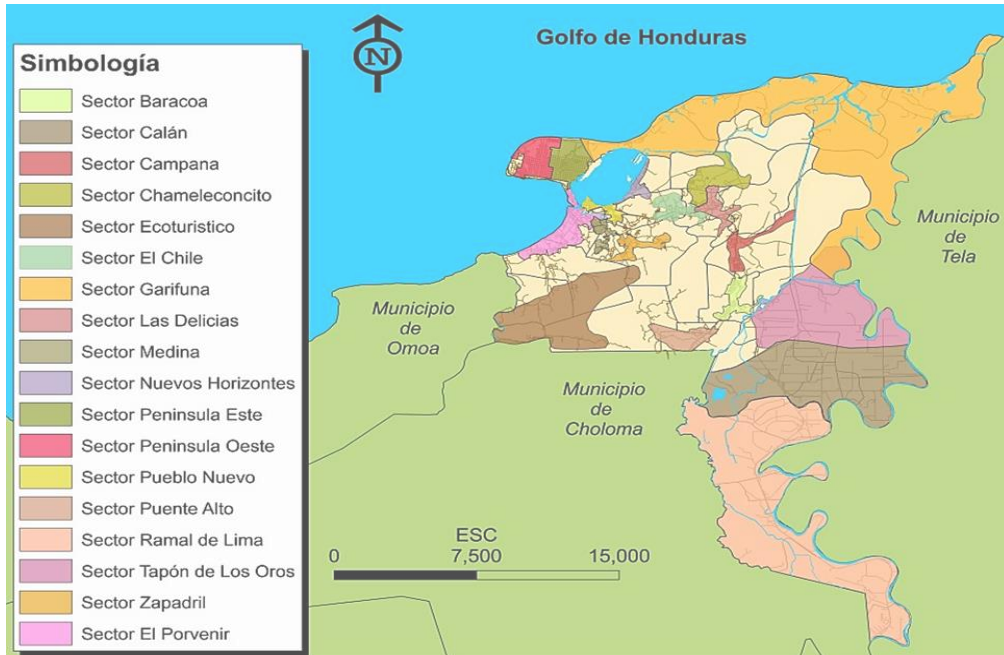 Golfo de Honduras
N
Simbología
Sector Baracoa
Sector Calán
Sector Campana
Sector Chameleconcito
Sector Ecoturistico
Sector El Chile
Sector Garifuna
Sector Las Delicias
Sector Medina
Sector Nuevos Horizontes
Sector Peninsula Este
Sector Peninsula Oeste
Sector Pueblo Nuevo
Sector Puente Alto
Sector Ramal de Lima
Sector Tapón de Los Oros
Sector Zapadril
Sector El Porvenir
Municipio
de
Tela
Municipio
de
Omoa
Municipio
de
Choloma
ESC
0 7,500 15,000